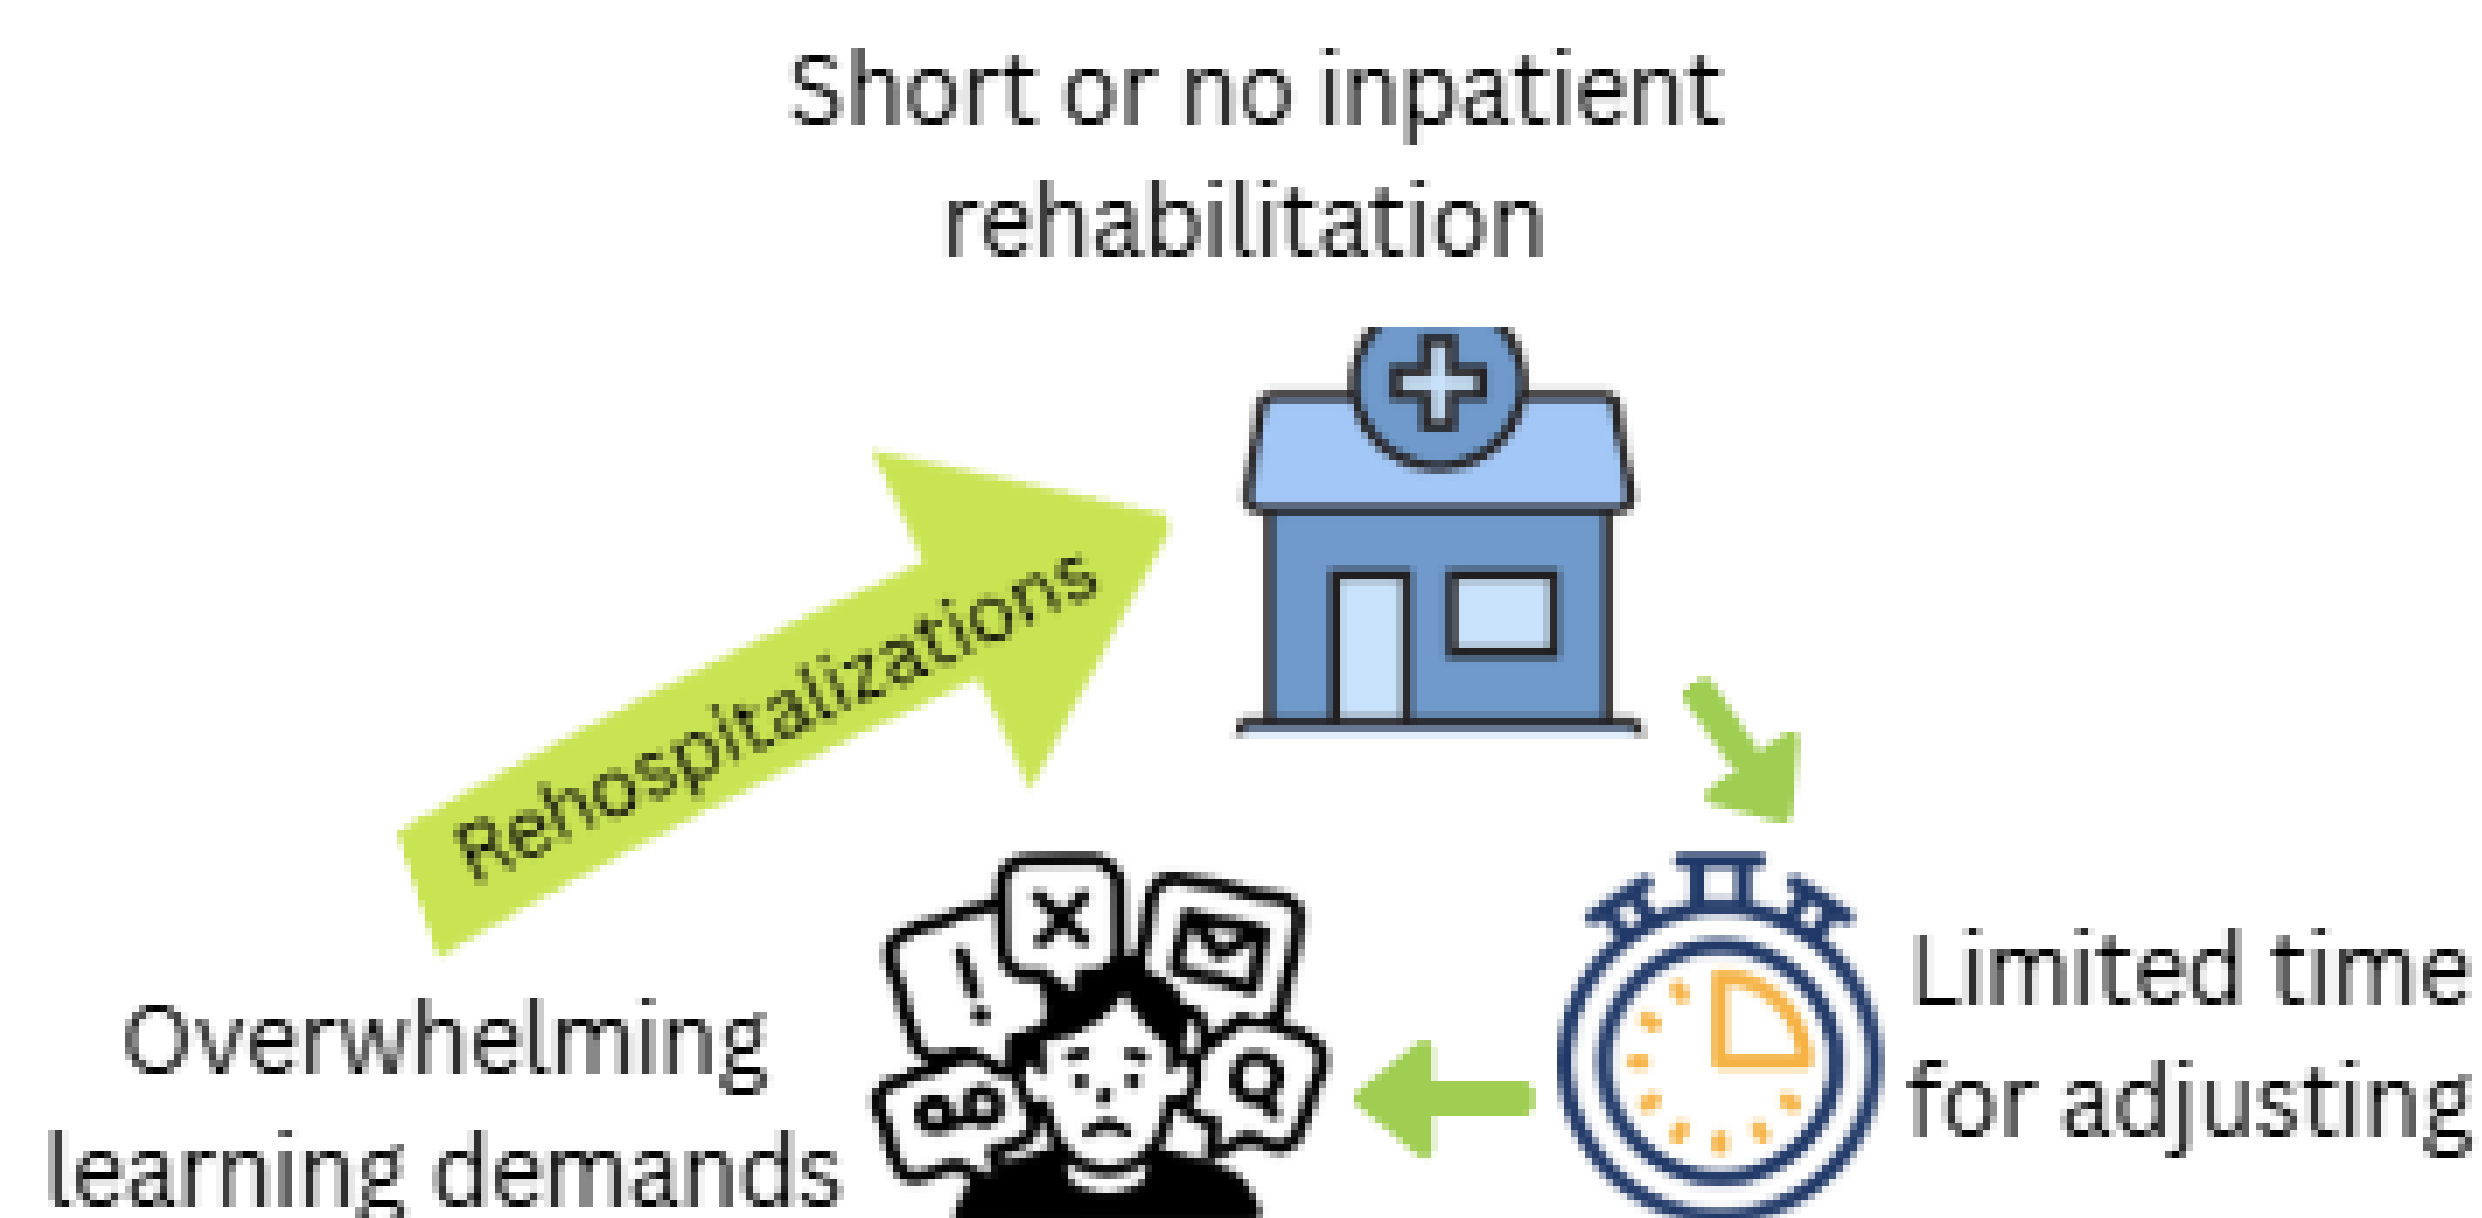 Short or no inpatient
rehabilitation
Rehospitalizations
Limited time
for adjusting
Overwhelming
learning demands